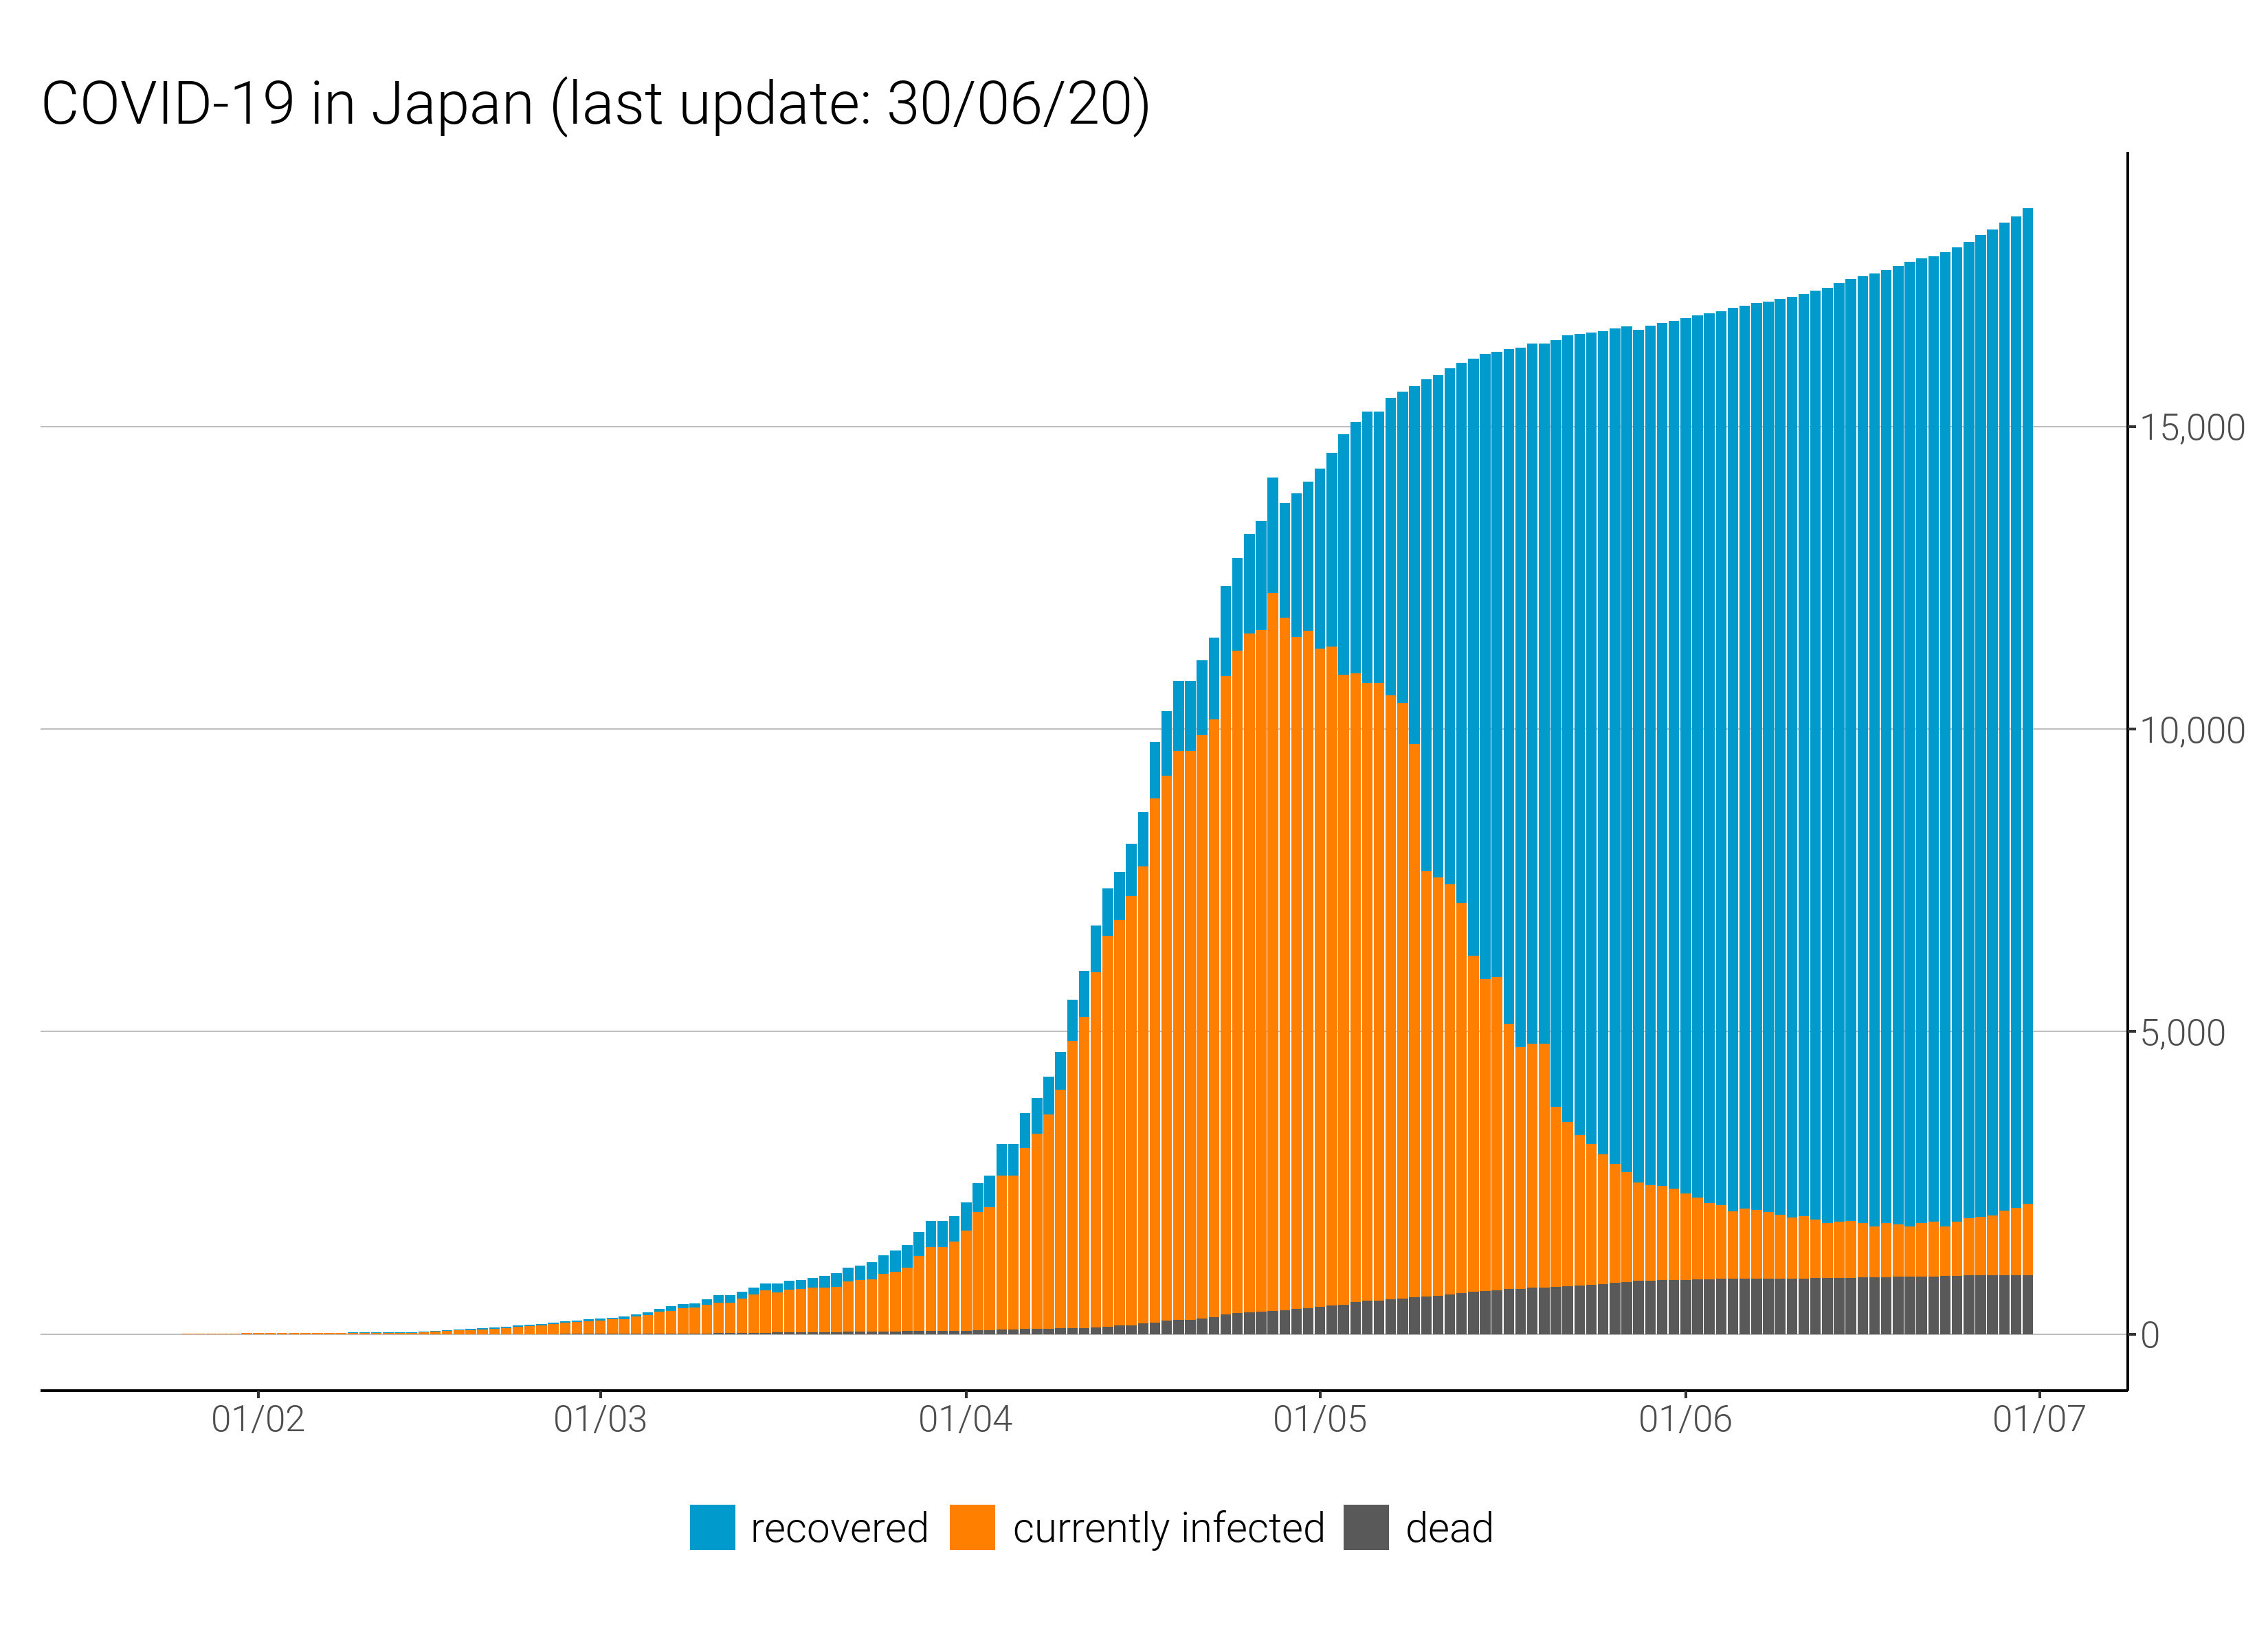 COVID-19 in Japan (last update: 30/06/20)
15,000
10,000
5,000
0
01/02 01/03 01/04 01/05 01/06 01/07
recovered currently infected dead